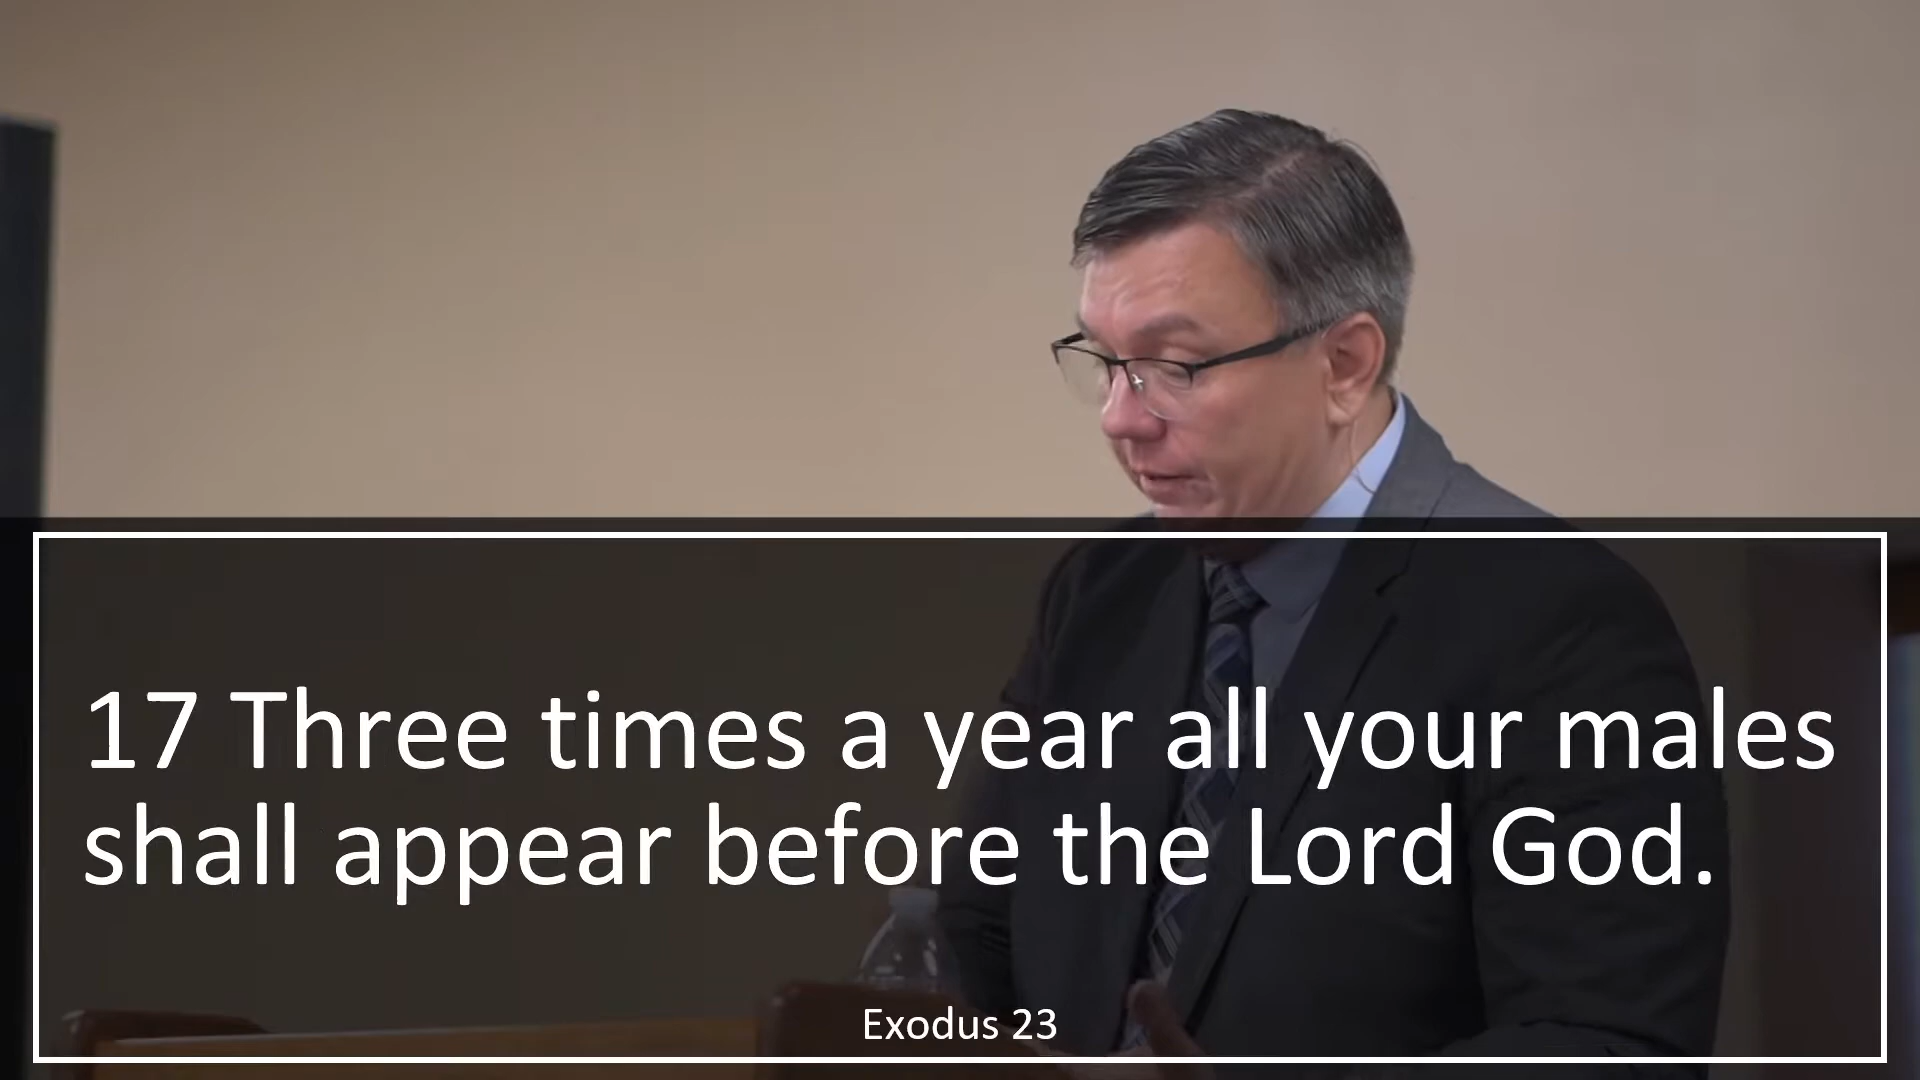 17 Three times a year all your males
shall appear before the Lord God.
Exodus 23